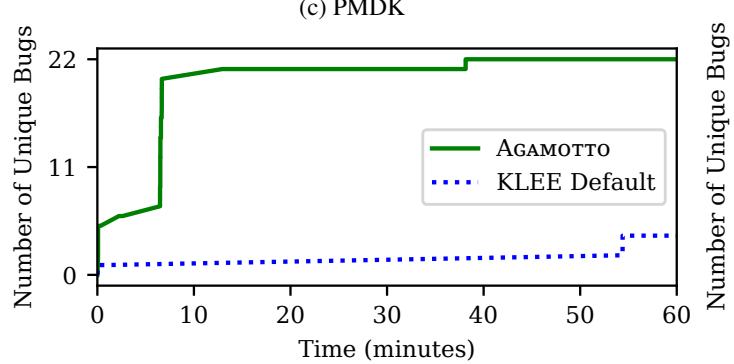 (c) PMDK
Number of Unique Bugs
22
11
0
AGAMOTTO
KLEE Default
0 10 20 30 40 50 60
Time (minutes)
Number of Unique Bugs